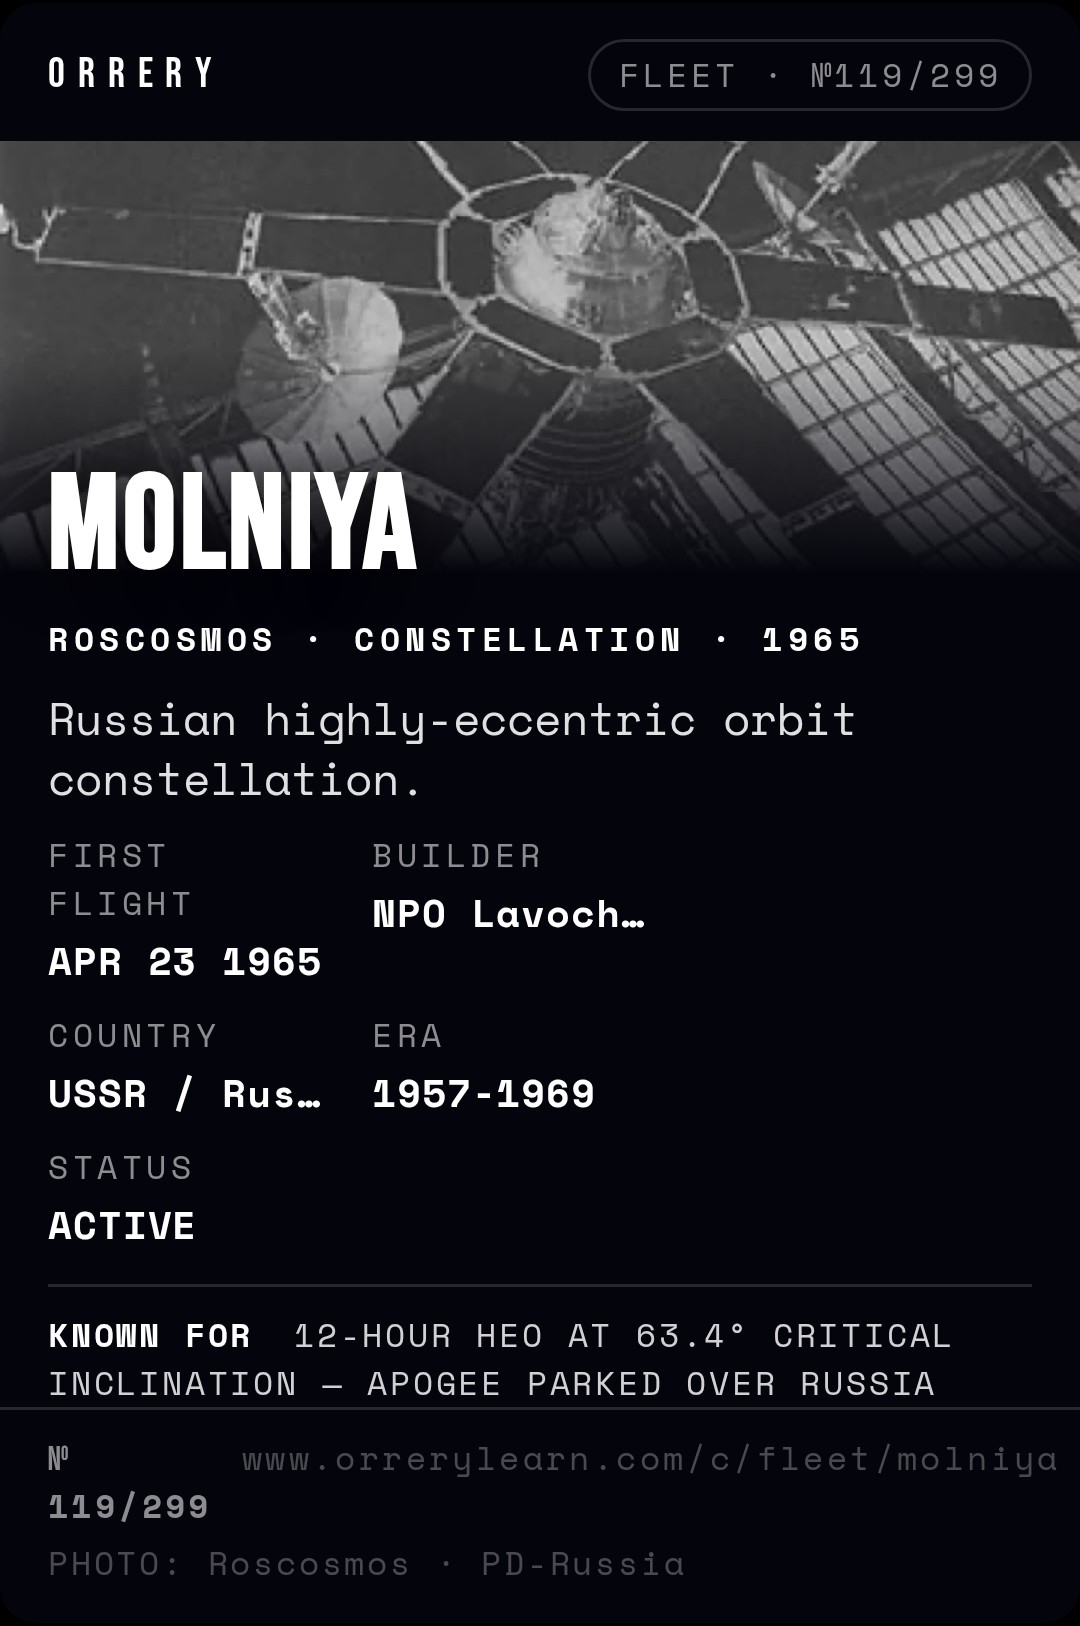 ORRERY
FLEET · №119/299
MOLNIYA
ROSCOSMOS · CONSTELLATION · 1965
Russian highly-eccentric orbit
constellation.
FIRST
FLIGHT
APR 23 1965
BUILDER
NPO Lavoch…
COUNTRY
USSR / Rus…
ERA
1957-1969
STATUS
ACTIVE
KNOWN FOR 12-HOUR HEO AT 63.4° CRITICAL
INCLINATION — APOGEE PARKED OVER RUSSIA
№
119/299
www.orrerylearn.com/c/fleet/molniya
PHOTO: Roscosmos · PD-Russia